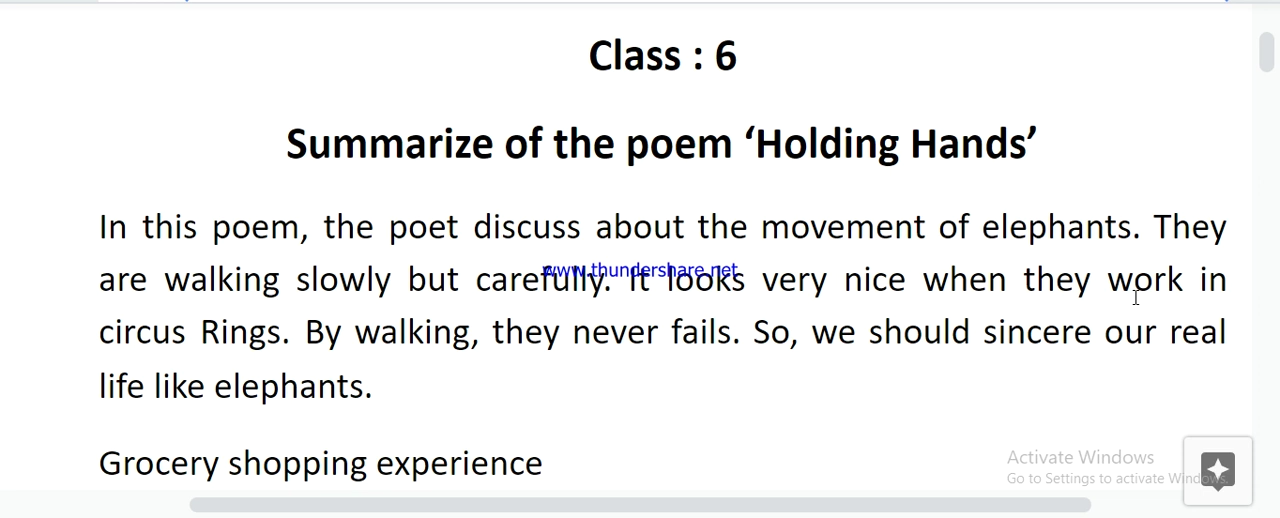 Class : 6
Summarize of the poem ‘Holding Hands’
In this poem, the poet discuss about the movement of elephants. They
are walking slowly but carefully. It looks very nice when they work in
www.thundershare.net
circus Rings. By walking, they never fails. So, we should sincere our real
life like elephants.
Grocery shopping experience
Activate Windows
Go to Settings to activate Windows.